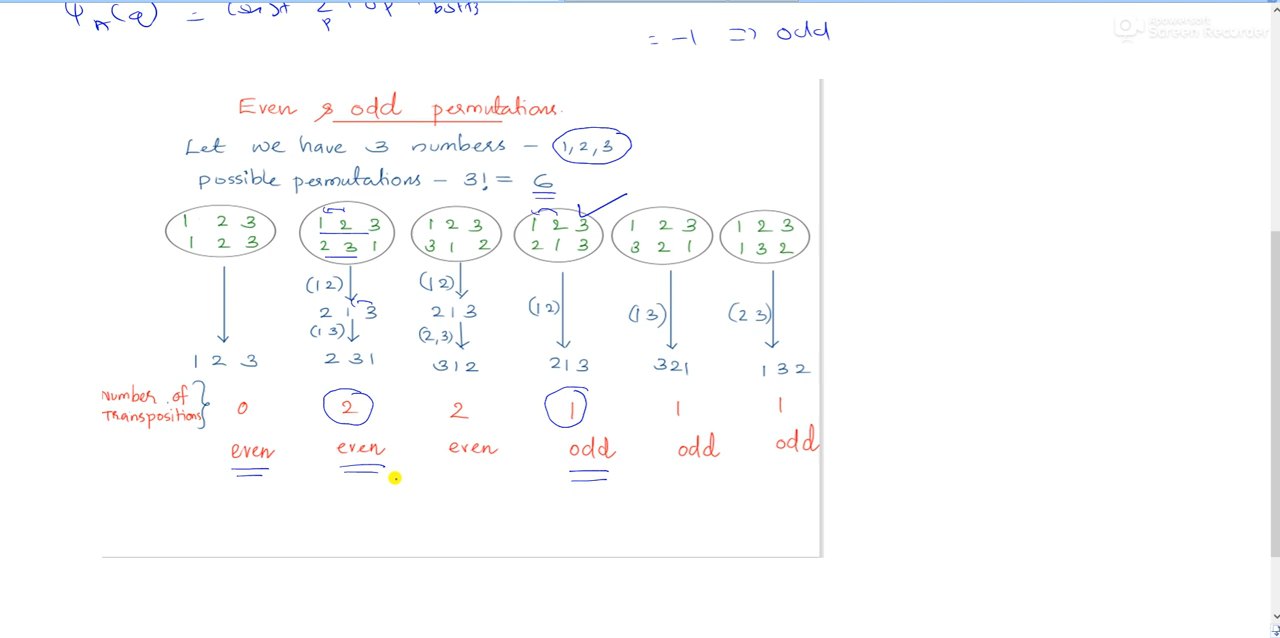 = -1 ⇒ odd
Apowersoft
Screen Recorder
Even & odd permutations.
Let we have 3 numbers - 1, 2, 3
possible permutations - 3! = 6
1 2 3 1 2 3 1 2 3 1 2 3 1 2 3 1 2 3
1 2 3 2 3 1 3 1 2 2 1 3 3 2 1 1 3 2
(1 2) (1 2)
2 1 3 2 1 3 (1 2) (1 3) (2 3)
(1 3) (2,3)
1 2 3 2 3 1 3 1 2 2 1 3 3 2 1 1 3 2
Number of
Transpositions} 0 2 2 1 1 1
even even even odd odd odd